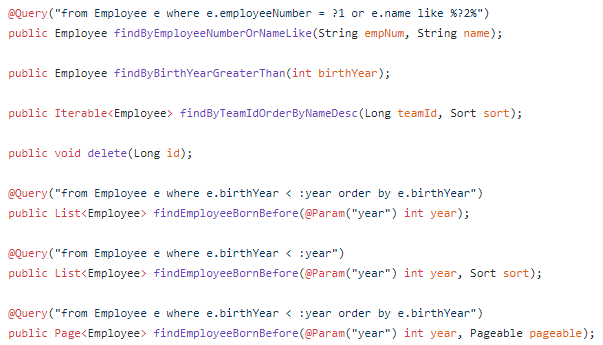 @Query("from Employee e where e.employeeNumber = ?1 or e.name like %?2%")
public Employee findByEmployeeNumberOrNameLike(String empNum, String name);
public Employee findByBirthYearGreaterThan(int birthYear);
public Iterable<Employee> findByTeamIdOrderByNameDesc(Long teamId, Sort sort);
public void delete(Long id);
@Query("from Employee e where e.birthYear < :year order by e.birthYear")
public List<Employee> findEmployeeBornBefore(@Param("year") int year);
@Query("from Employee e where e.birthYear < :year")
public List<Employee> findEmployeeBornBefore(@Param("year") int year, Sort sort);
@Query("from Employee e where e.birthYear < :year order by e.birthYear")
public Page<Employee> findEmployeeBornBefore(@Param("year") int year, Pageable pageable);